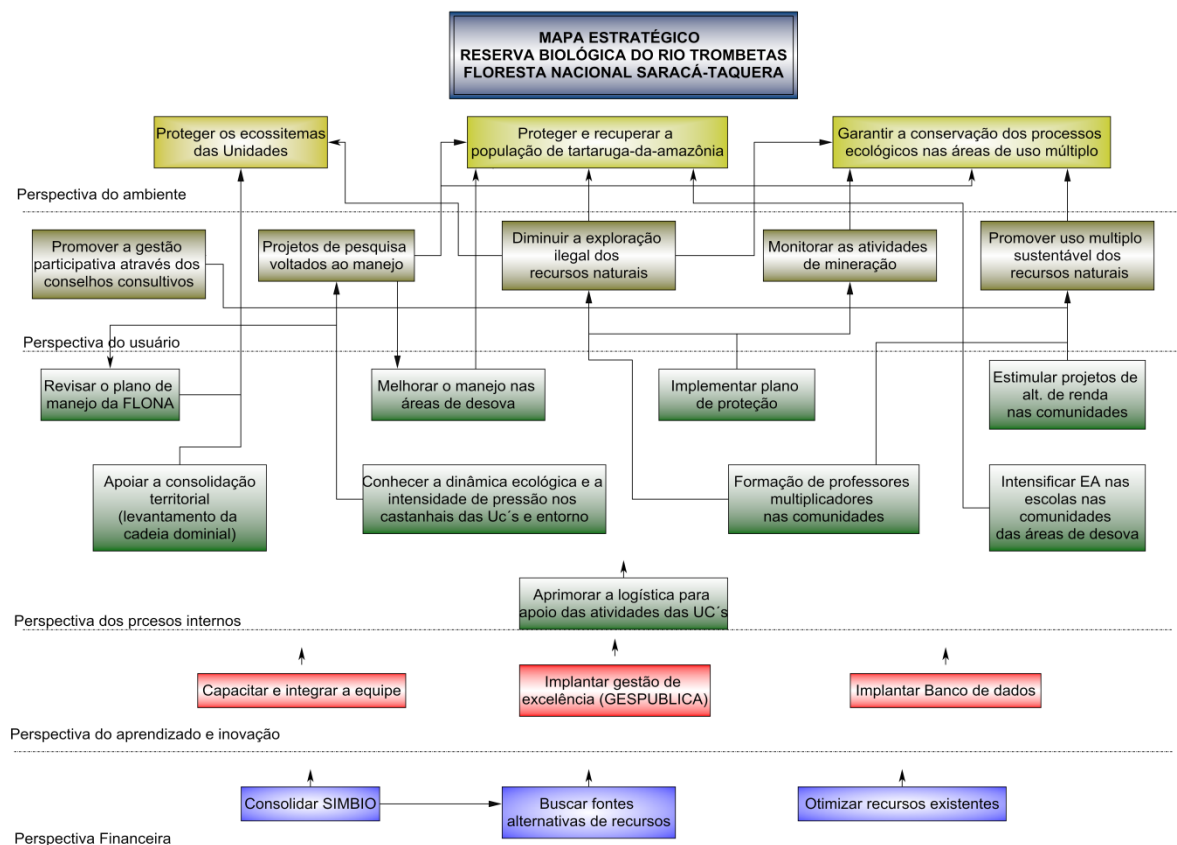 MAPA ESTRATÉGICO
RESERVA BIOLÓGICA DO RIO TROMBETAS
FLORESTA NACIONAL SARACÁ-TAQUERA
Proteger os ecossitemas
das Unidades
Proteger e recuperar a
população de tartaruga-da-amazônia
Garantir a conservação dos processos
ecológicos nas áreas de uso múltiplo
Perspectiva do ambiente
Promover a gestão
participativa através dos
conselhos consultivos
Projetos de pesquisa
voltados ao manejo
Diminuir a exploração
ilegal dos
recursos naturais
Monitorar as atividades
de mineração
Promover uso multiplo
sustentável dos
recursos naturais
Perspectiva do usuário
Revisar o plano de
manejo da FLONA
Melhorar o manejo nas
áreas de desova
Implementar plano
de proteção
Estimular projetos de
alt. de renda
nas comunidades
Apoiar a consolidação
territorial
(levantamento da
cadeia dominial)
Conhecer a dinâmica ecológica e a
intensidade de pressão nos
castanhais das Uc´s e entorno
Formação de professores
multiplicadores
nas comunidades
Intensificar EA nas
escolas nas
comunidades
das áreas de desova
Aprimorar a logística para
apoio das atividades das UC´s
Perspectiva dos prcesos internos
Capacitar e integrar a equipe
Implantar gestão de
excelência (GESPUBLICA)
Implantar Banco de dados
Perspectiva do aprendizado e inovação
Consolidar SIMBIO
Buscar fontes
alternativas de recursos
Otimizar recursos existentes
Perspectiva Financeira